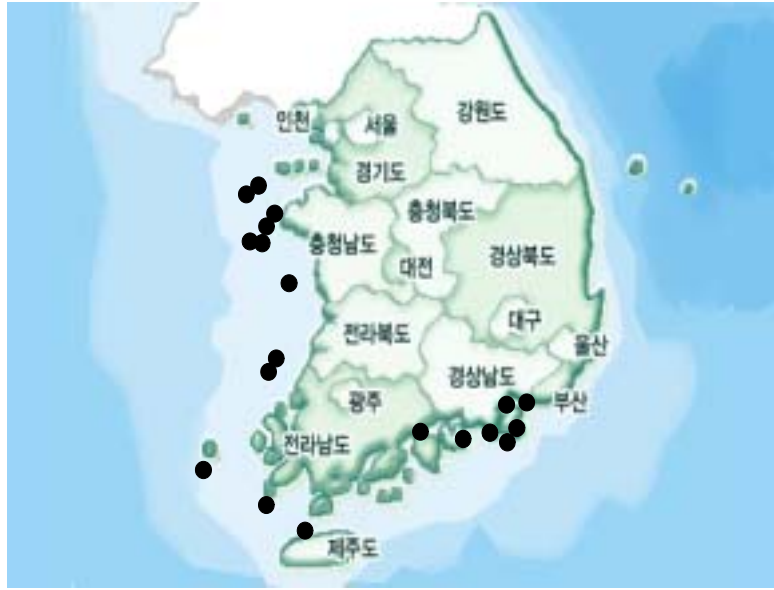 강원도
인천
서울
경기도
충청북도
충청남도
경상북도
대전
대구
전라북도
울산
경상남도
광주
부산
전라남도
제주도